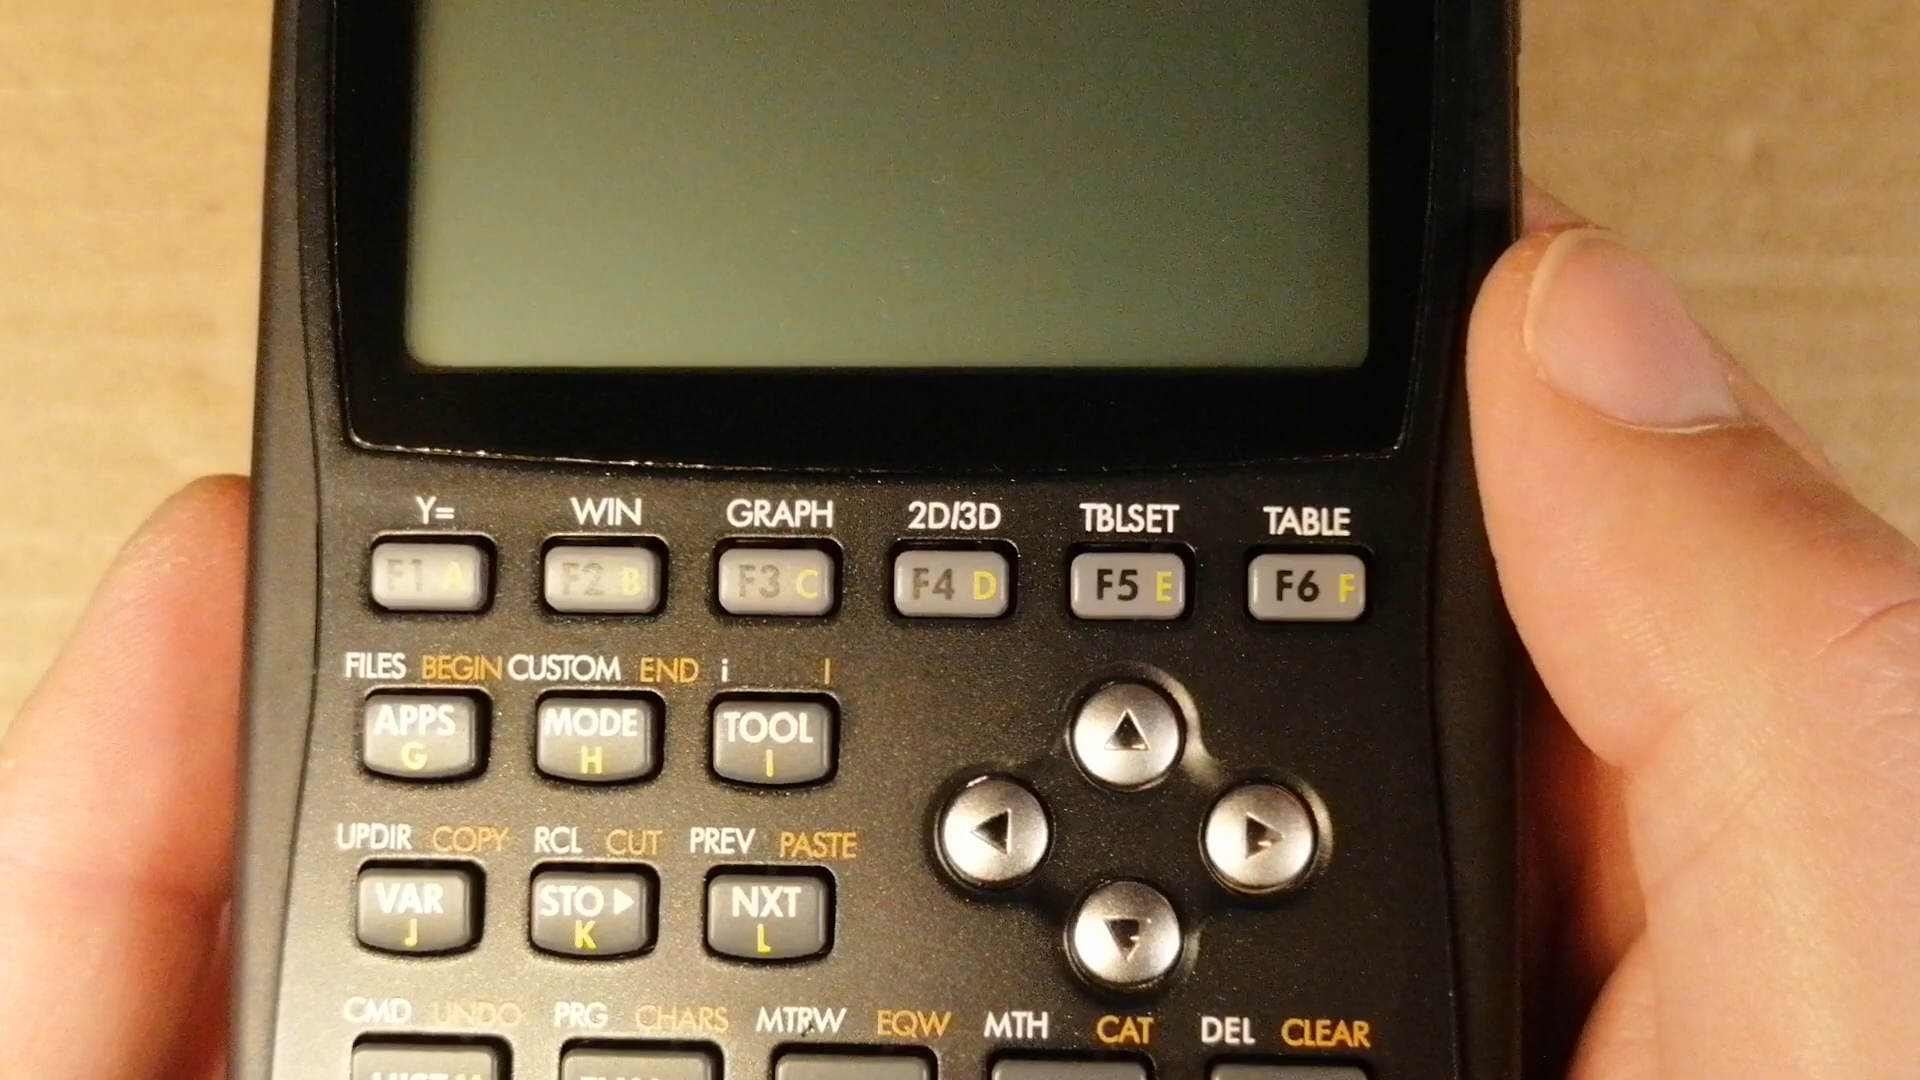 Y= WIN GRAPH 2D/3D TBLSET TABLE
F1 A F2 B F3 C F4 D F5 E F6 F
FILES BEGIN CUSTOM END i I
APPS MODE TOOL
G H I
UPDIR COPY RCL CUT PREV PASTE
VAR STO▶ NXT
J K L
CMD UNDO PRG CHARS MTRW EQW MTH CAT DEL CLEAR